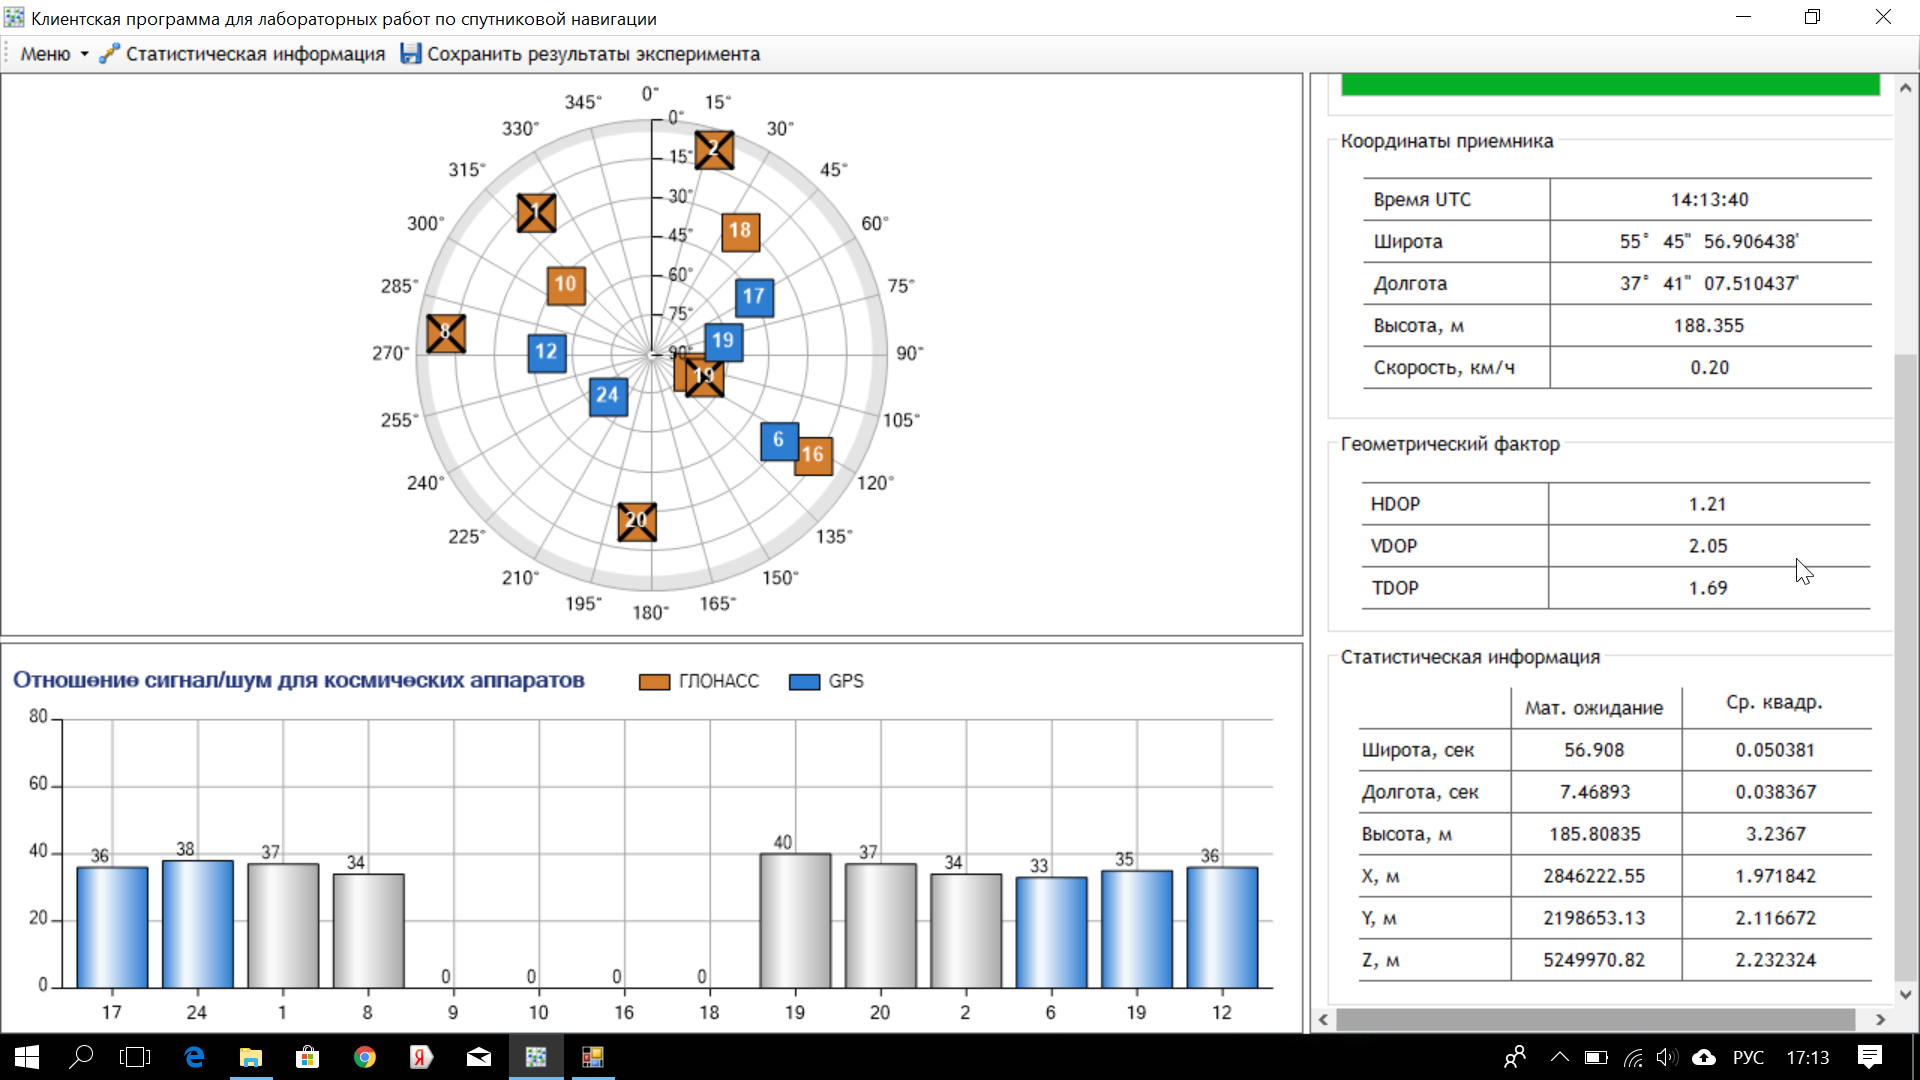 Клиентская программа для лабораторных работ по спутниковой навигации
Меню Статистическая информация Сохранить результаты эксперимента
0°
345° 15°
330° 30°
315° 45°
300° 60°
285° 75°
270° 90°
255° 105°
240° 120°
225° 135°
210° 150°
195° 165°
180°
0°
15°
30°
45°
60°
75°
90°
2
1
18
10
17
8
19
12
19
24
6
16
20
Отношение сигнал/шум для космических аппаратов ГЛОНАСС GPS
80
60
40
20
0
36 38 37 34 0 0 0 0 40 37 34 33 35 36
17 24 1 8 9 10 16 18 19 20 2 6 19 12
Координаты приемника
Время UTC 14:13:40
Широта 55° 45" 56.906438'
Долгота 37° 41" 07.510437'
Высота, м 188.355
Скорость, км/ч 0.20
Геометрический фактор
HDOP 1.21
VDOP 2.05
TDOP 1.69
Статистическая информация
Мат. ожидание Ср. квадр.
Широта, сек 56.908 0.050381
Долгота, сек 7.46893 0.038367
Высота, м 185.80835 3.2367
X, м 2846222.55 1.971842
Y, м 2198653.13 2.116672
Z, м 5249970.82 2.232324
РУС 17:13